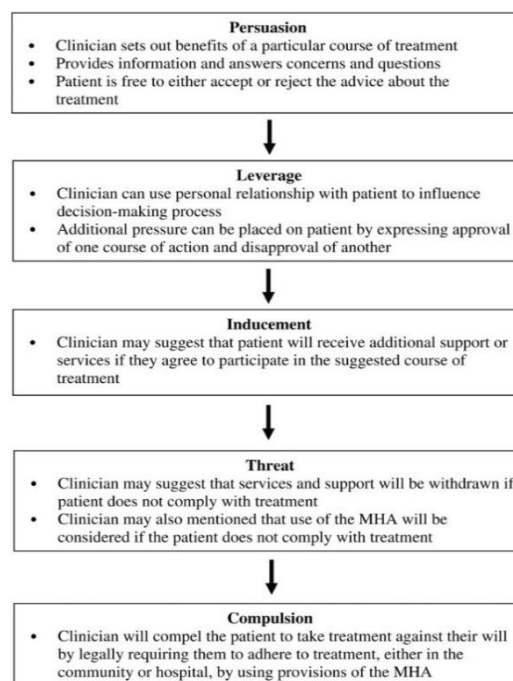 Persuasion
• Clinician sets out benefits of a particular course of treatment
• Provides information and answers concerns and questions
• Patient is free to either accept or reject the advice about the
treatment
Leverage
• Clinician can use personal relationship with patient to influence
decision-making process
• Additional pressure can be placed on patient by expressing approval
of one course of action and disapproval of another
Inducement
• Clinician may suggest that patient will receive additional support or
services if they agree to participate in the suggested course of
treatment
Threat
• Clinician may suggest that services and support will be withdrawn if
patient does not comply with treatment
• Clinician may also mentioned that use of the MHA will be
considered if the patient does not comply with treatment
Compulsion
• Clinician will compel the patient to take treatment against their will
by legally requiring them to adhere to treatment, either in the
community or hospital, by using provisions of the MHA